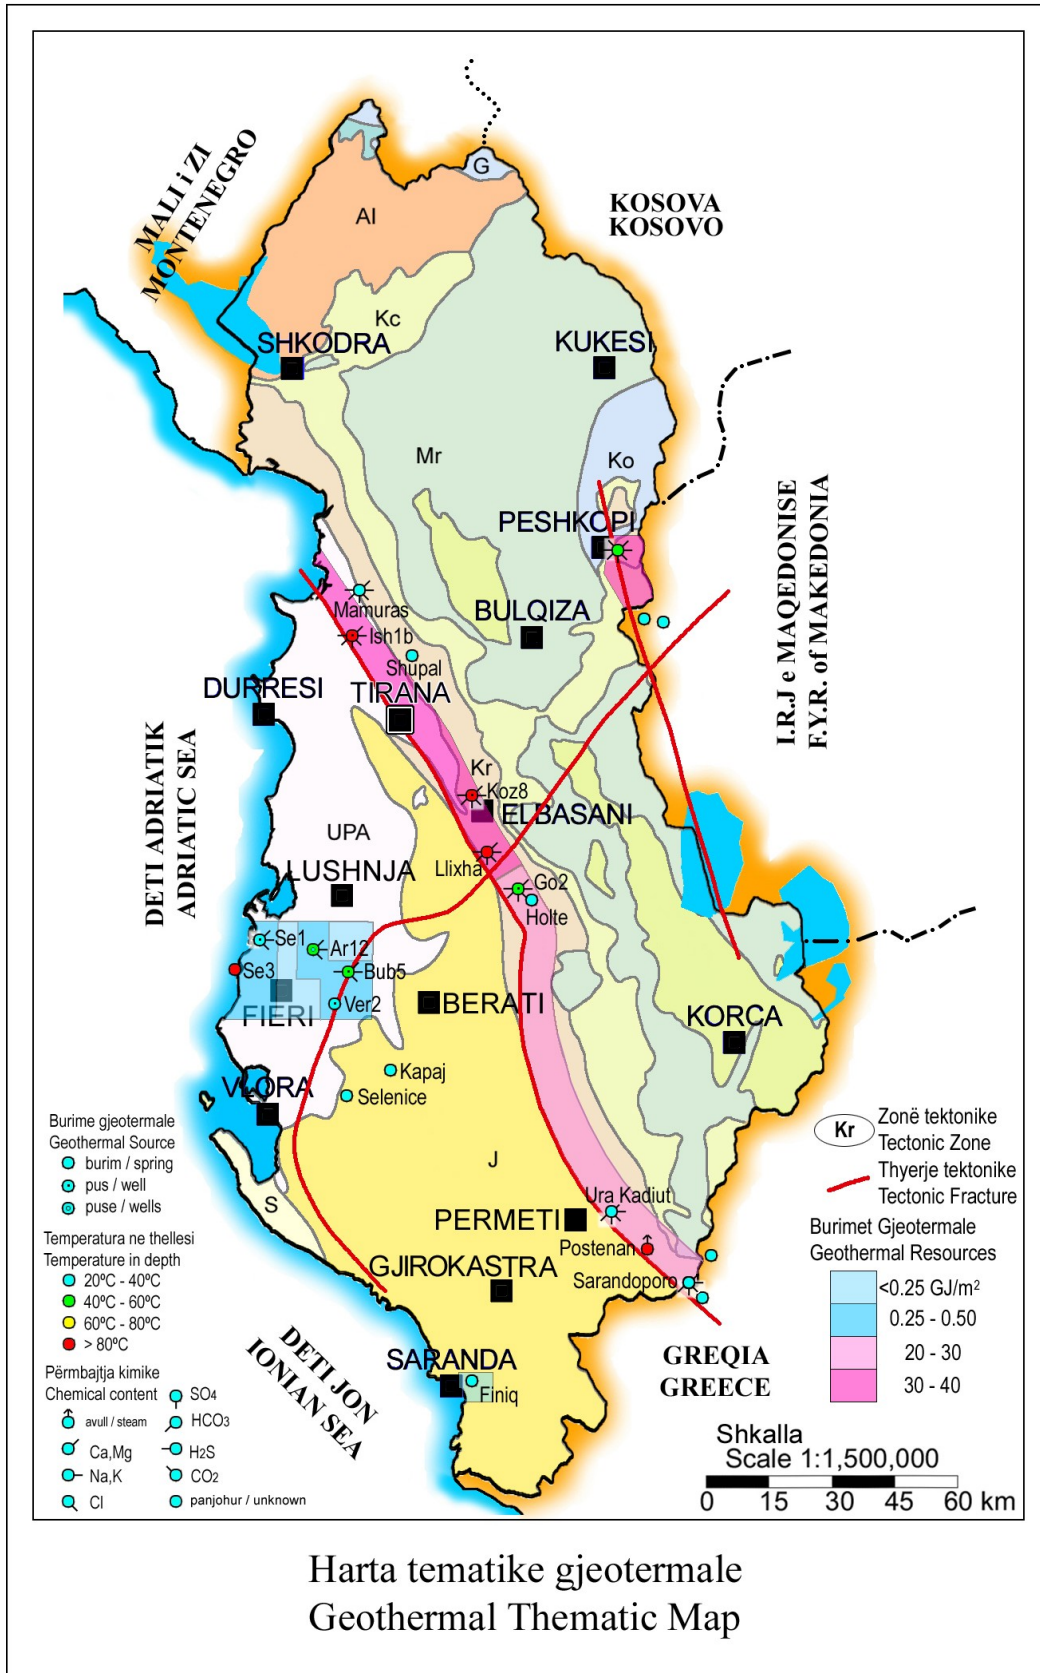 MALI i ZI
MONTENEGRO
KOSOVA
KOSOVO
G
Al
Kc
SHKODRA
KUKESI
Mr
Ko
PESHKOPI
I.R.J e MAQEDONISE
F.Y.R. of MAKEDONIA
Mamuras
Ish1b
BULQIZA
Shupal
DURRESI
TIRANA
DETI ADRIATIK
ADRIATIC SEA
Kr
Koz8
ELBASANI
UPA
LUSHNJA
Llixha
Go2
Holte
Se1
Ar12
Se3
Bub5
Ver2
FIERI
BERATI
KORCA
Kapaj
Selenice
VLORA
J
S
Ura Kadiut
PERMETI
Postenan
GJIROKASTRA
Sarandoporo
DETI JON
IONIAN SEA
SARANDA
Finiq
GREQIA
GREECE
Burime gjeotermale
Geothermal Source
burim / spring
pus / well
puse / wells
Temperatura ne thellesi
Temperature in depth
20ºC - 40ºC
40ºC - 60ºC
60ºC - 80ºC
> 80ºC
Përmbajtja kimike
Chemical content
avull / steam
Ca,Mg
Na,K
Cl
SO4
HCO3
H2S
CO2
panjohur / unknown
Kr
Zonë tektonike
Tectonic Zone
Thyerje tektonike
Tectonic Fracture
Burimet Gjeotermale
Geothermal Resources
<0.25 GJ/m²
0.25 - 0.50
20 - 30
30 - 40
Shkalla
Scale 1:1,500,000
0 15 30 45 60 km
Harta tematike gjeotermale
Geothermal Thematic Map